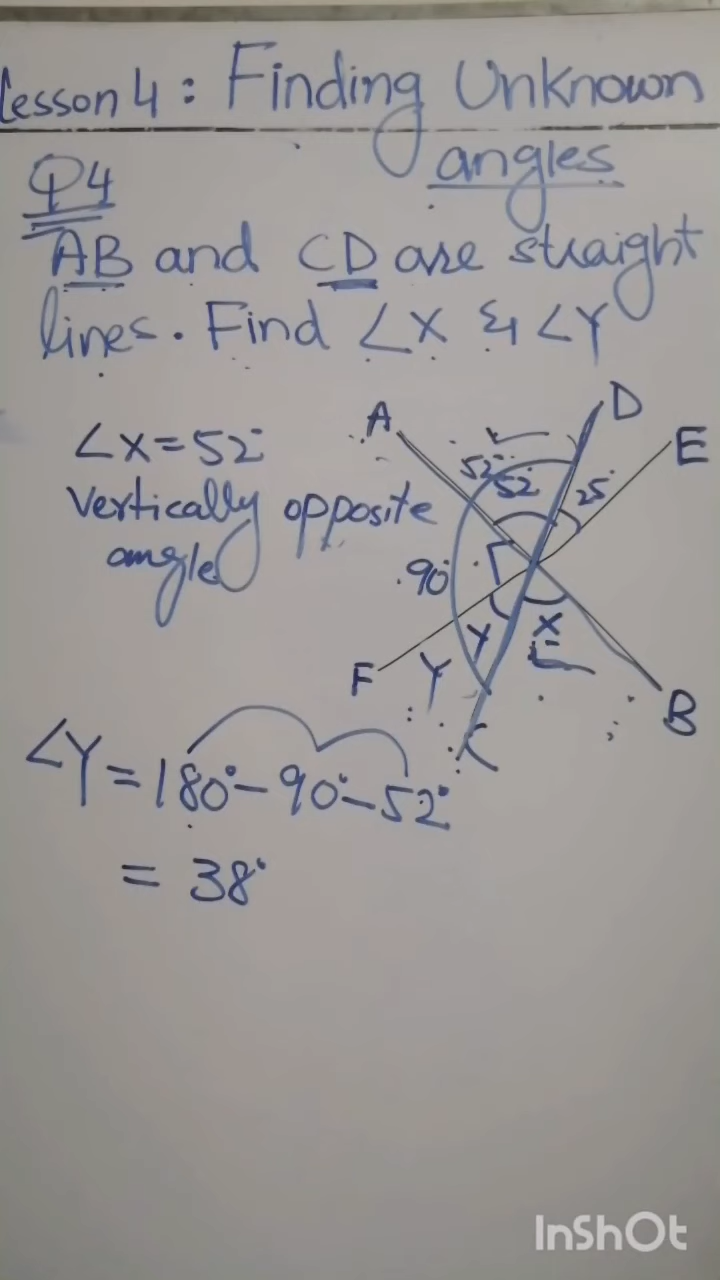 Lesson 4 : Finding Unknown
angles
Q4
AB and CD are straight
lines. Find ∠X & ∠Y
∠X = 52°
Vertically opposite
angle
A
D
E
52°
52°
25°
90°
Y
X
F
Y
B
C
∠Y = 180° - 90° - 52°
= 38°
InShOt